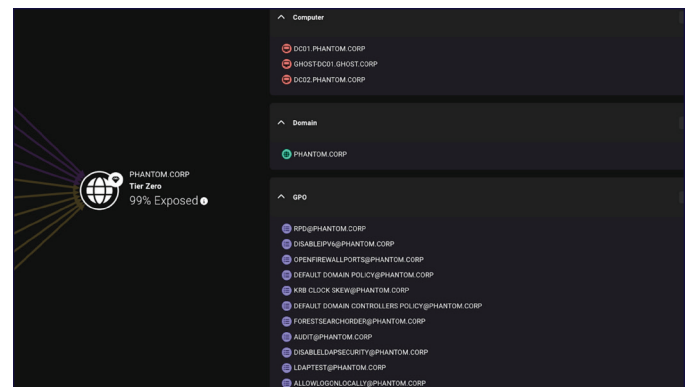 PHANTOM.CORP
Tier Zero
99% Exposed
Computer
DC01.PHANTOM.CORP
GHOST-DC01.GHOST.CORP
DC02.PHANTOM.CORP
Domain
PHANTOM.CORP
GPO
RPD@PHANTOM.CORP
DISABLEIPV6@PHANTOM.CORP
OPENFIREWALLPORTS@PHANTOM.CORP
DEFAULT DOMAIN POLICY@PHANTOM.CORP
KRB CLOCK SKEW@PHANTOM.CORP
DEFAULT DOMAIN CONTROLLERS POLICY@PHANTOM.CORP
FORESTSEARCHORDER@PHANTOM.CORP
AUDIT@PHANTOM.CORP
DISABLELDAPSECURITY@PHANTOM.CORP
LDAPTEST@PHANTOM.CORP
ALLOWLOGONLOCALLY@PHANTOM.CORP